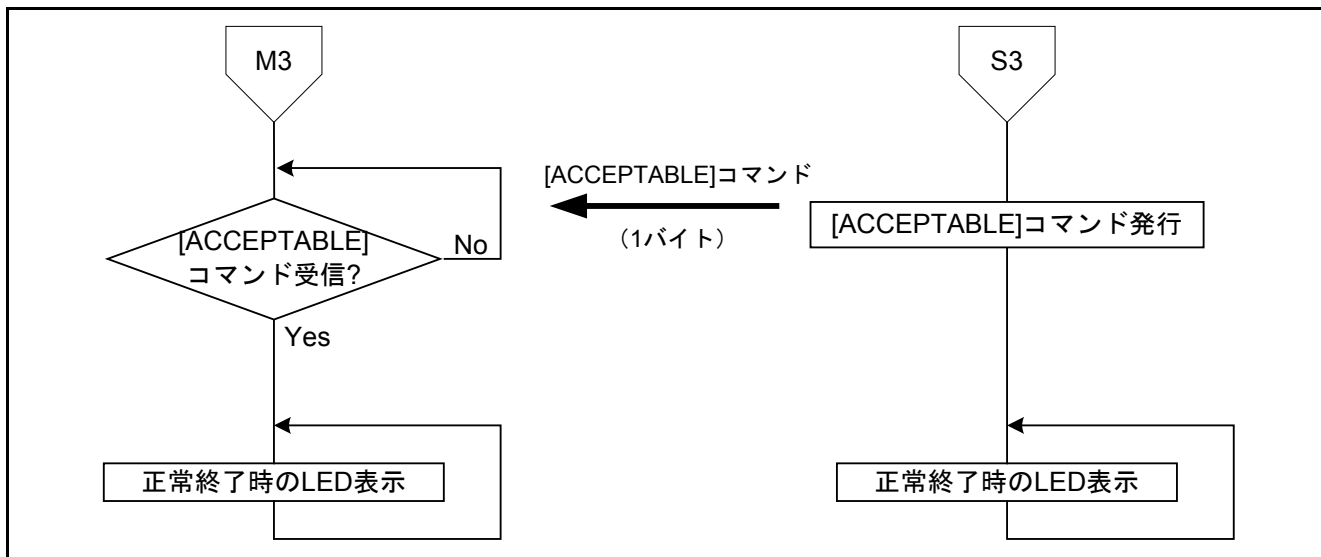 M3
S3
[ACCEPTABLE]コマンド
(1バイト)
[ACCEPTABLE]コマンド発行
[ACCEPTABLE]
コマンド受信?
No
Yes
正常終了時のLED表示
正常終了時のLED表示